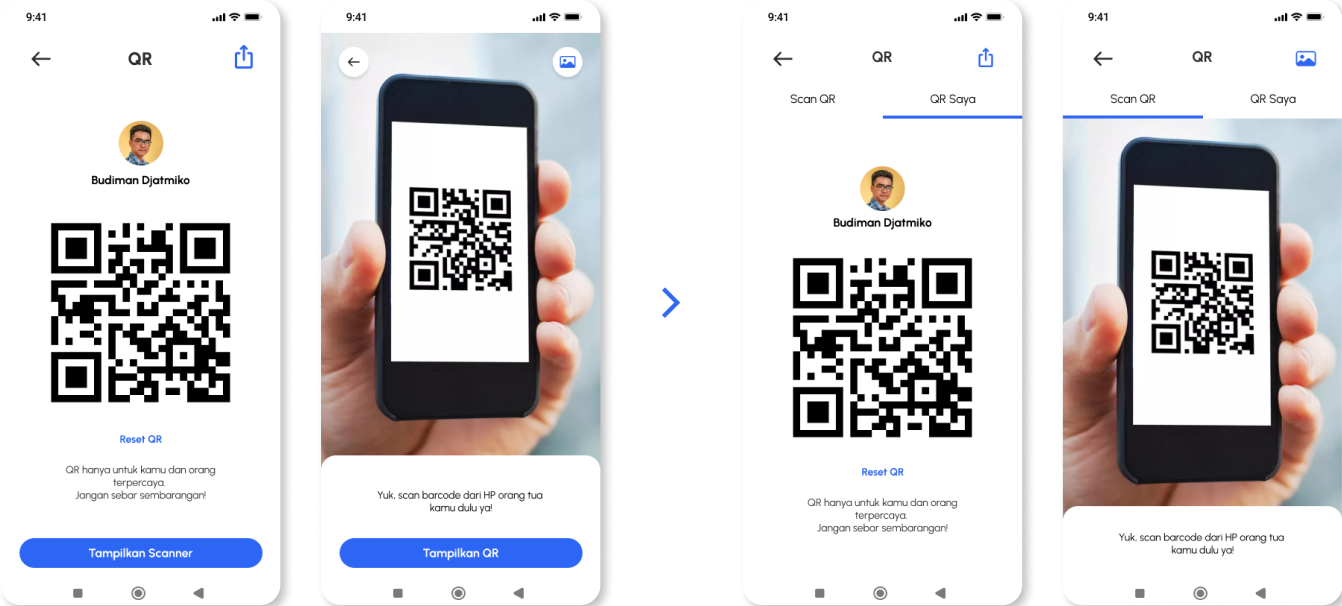 9:41
QR
Budiman Djatmiko
Reset QR
QR hanya untuk kamu dan orang
terpercaya.
Jangan sebar sembarangan!
Tampilkan Scanner
9:41
Yuk, scan barcode dari HP orang tua
kamu dulu ya!
Tampilkan QR
9:41
QR
Scan QR
QR Saya
Budiman Djatmiko
Reset QR
QR hanya untuk kamu dan orang
terpercaya.
Jangan sebar sembarangan!
9:41
QR
Scan QR
QR Saya
Yuk, scan barcode dari HP orang tua
kamu dulu ya!